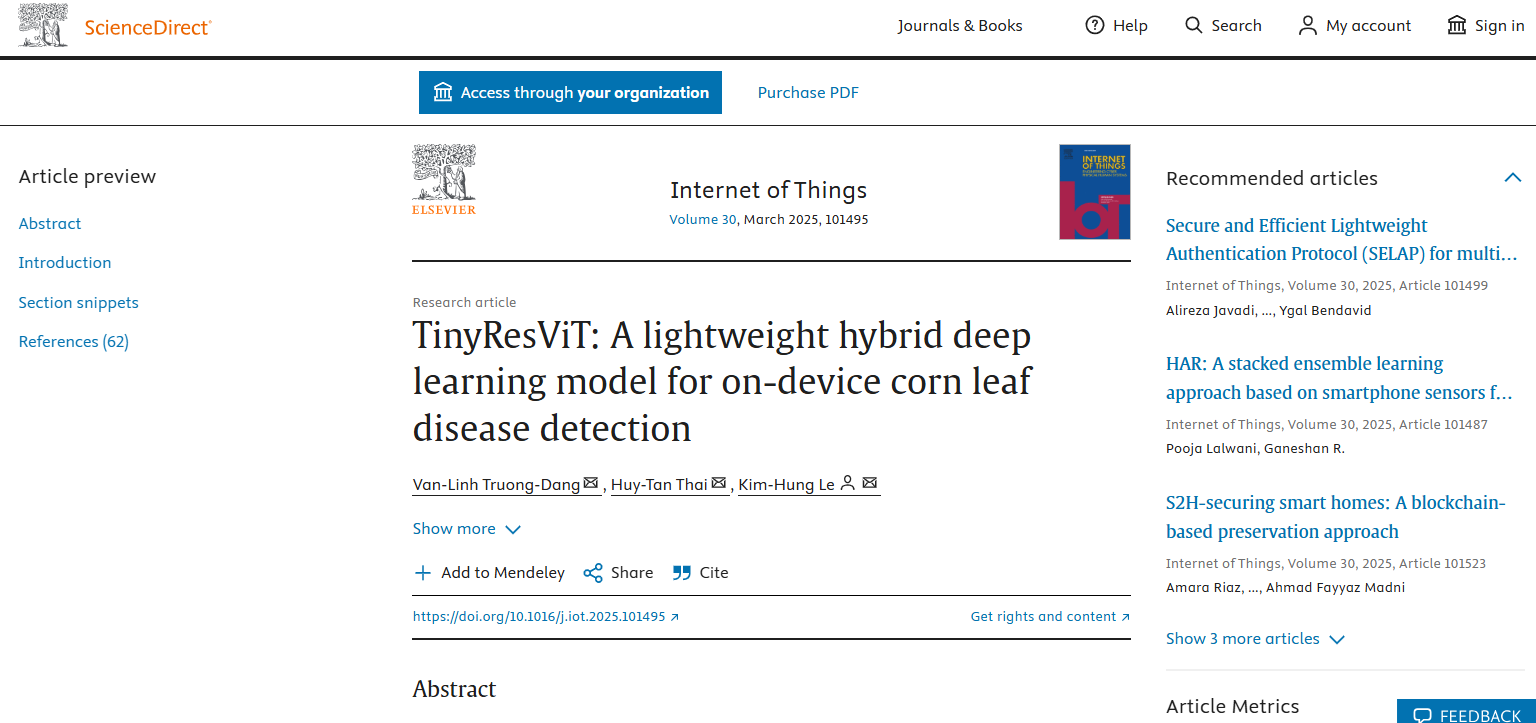 ScienceDirect
Journals & Books
Help
Search
My account
Sign in
Access through your organization
Purchase PDF
Article preview
Abstract
Introduction
Section snippets
References (62)
ELSEVIER
Internet of Things
Volume 30, March 2025, 101495
INTERNET
OF THINGS
Research article
TinyResViT: A lightweight hybrid deep
learning model for on-device corn leaf
disease detection
Van-Linh Truong-Dang, Huy-Tan Thai, Kim-Hung Le
Show more
Add to Mendeley
Share
Cite
https://doi.org/10.1016/j.iot.2025.101495
Get rights and content
Abstract
Recommended articles
Secure and Efficient Lightweight
Authentication Protocol (SELAP) for multi…
Internet of Things, Volume 30, 2025, Article 101499
Alireza Javadi, …, Ygal Bendavid
HAR: A stacked ensemble learning
approach based on smartphone sensors f…
Internet of Things, Volume 30, 2025, Article 101487
Pooja Lalwani, Ganeshan R.
S2H-securing smart homes: A blockchain-
based preservation approach
Internet of Things, Volume 30, 2025, Article 101523
Amara Riaz, …, Ahmad Fayyaz Madni
Show 3 more articles
Article Metrics
FEEDBACK